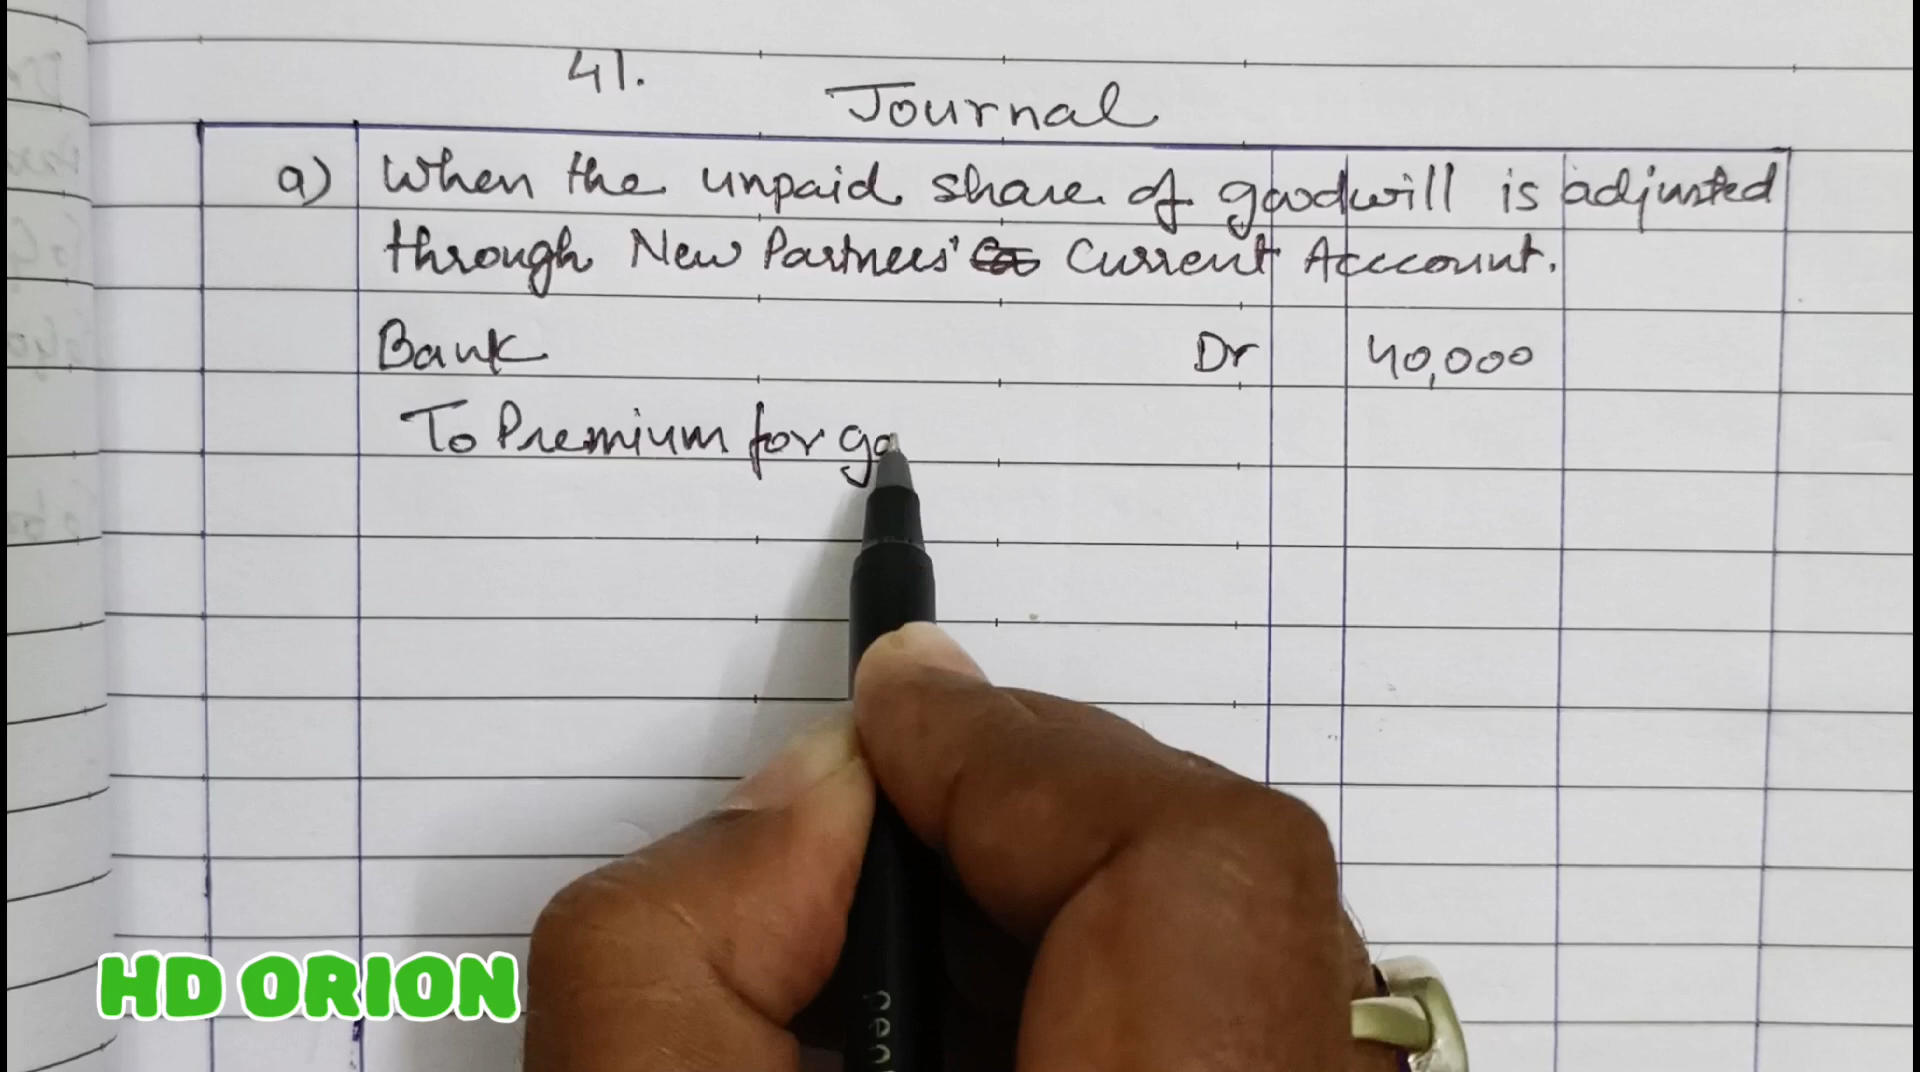 41.
Journal
a) When the unpaid share of goodwill is adjusted
through New Partners' Current Acccount.
Bank Dr 40,000
To Premium for go
HD ORION